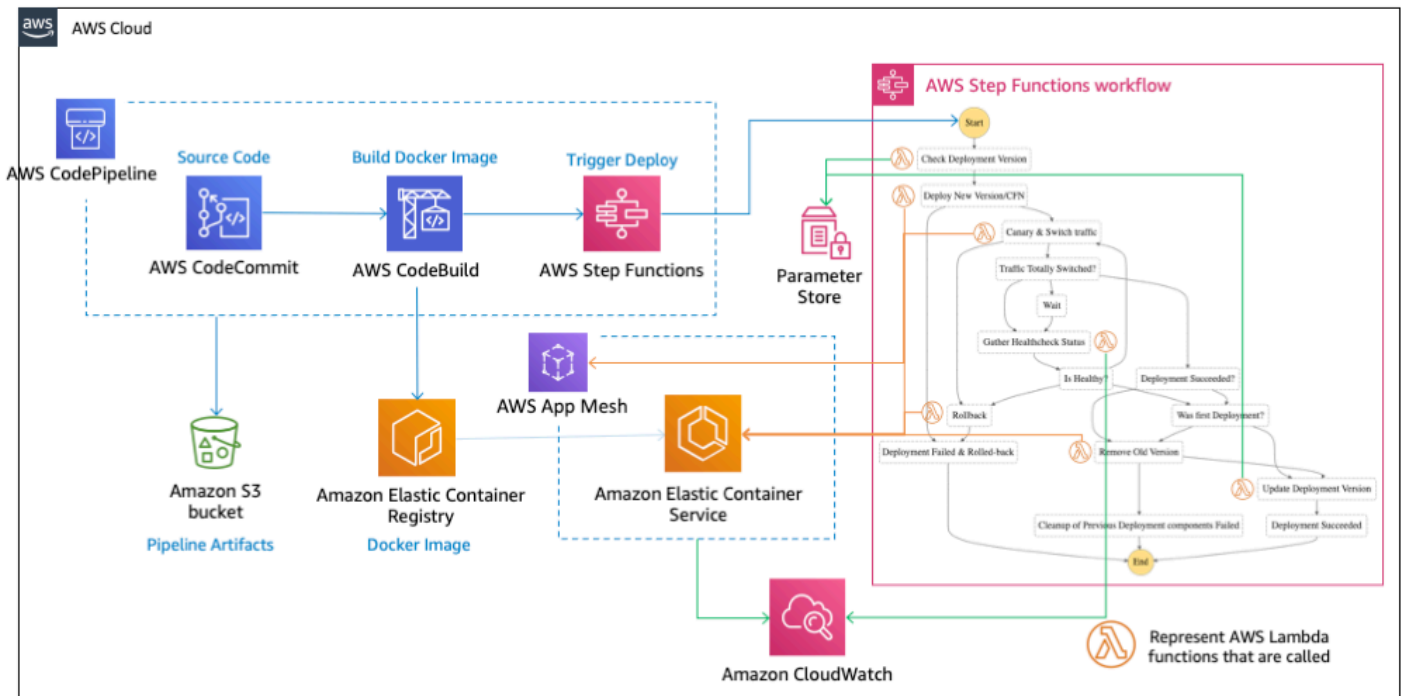 aws
AWS Cloud
AWS CodePipeline
Source Code
AWS CodeCommit
Build Docker Image
AWS CodeBuild
Trigger Deploy
AWS Step Functions
Amazon S3
bucket
Pipeline Artifacts
Amazon Elastic Container
Registry
Docker Image
AWS App Mesh
Amazon Elastic Container
Service
Parameter
Store
Amazon CloudWatch
AWS Step Functions workflow
Start
Check Deployment Version
Deploy New Version/CFN
Canary & Switch traffic
Traffic Totally Switched?
Wait
Gather Healthcheck Status
Is Healthy?
Deployment Succeeded?
Rollback
Was first Deployment?
Deployment Failed & Rolled-back
Remove Old Version
Update Deployment Version
Cleanup of Previous Deployment components Failed
Deployment Succeeded
End
Represent AWS Lambda
functions that are called